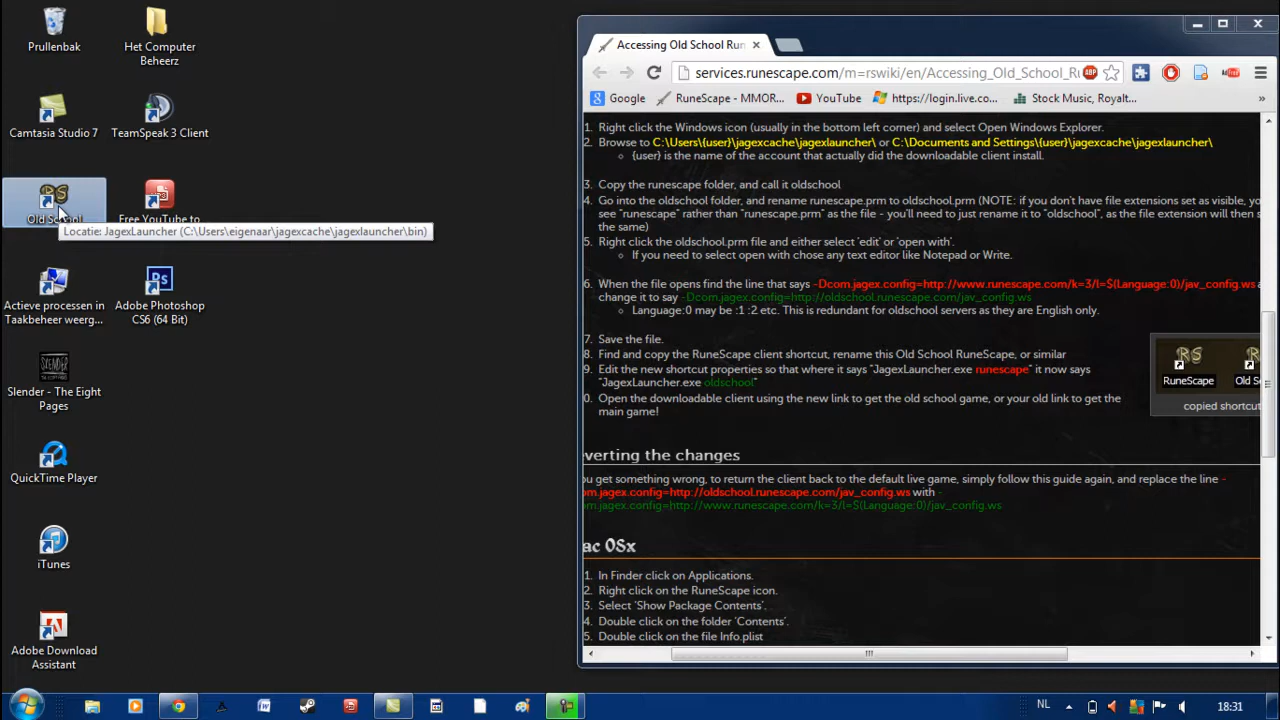 Prullenbak
Het Computer
Beheerz
Camtasia Studio 7
TeamSpeak 3 Client
Old School
Free YouTube to
Locatie: JagexLauncher (C:\Users\eigenaar\jagexcache\jagexlauncher\bin)
Actieve processen in
Taakbeheer weerg...
Adobe Photoshop
CS6 (64 Bit)
Slender - The Eight
Pages
QuickTime Player
iTunes
Adobe Download
Assistant
Accessing Old School Run
services.runescape.com/m=rswiki/en/Accessing_Old_School_Ru
ABP
Google
RuneScape - MMOR...
YouTube
https://login.live.co...
Stock Music, Royalt...
»
1. Right click the Windows icon (usually in the bottom left corner) and select Open Windows Explorer.
2. Browse to C:\Users\{user}\jagexcache\jagexlauncher\ or C:\Documents and Settings\{user}\jagexcache\jagexlauncher\
{user} is the name of the account that actually did the downloadable client install.
3. Copy the runescape folder, and call it oldschool
4. Go into the oldschool folder, and rename runescape.prm to oldschool.prm (NOTE: if you don't have file extensions set as visible, you
see "runescape" rather than "runescape.prm" as the file - you'll need to just rename it to "oldschool", as the file extension will then s
the same)
5. Right click the oldschool.prm file and either select 'edit' or 'open with'.
If you need to select open with chose any text editor like Notepad or Write.
6. When the file opens find the line that says -Dcom.jagex.config=http://www.runescape.com/k=3/l=$(Language:0)/jav_config.ws a
change it to say -Dcom.jagex.config=http://oldschool.runescape.com/jav_config.ws
Language:0 may be :1 :2 etc. This is redundant for oldschool servers as they are English only.
7. Save the file.
8. Find and copy the RuneScape client shortcut, rename this Old School RuneScape, or similar
9. Edit the new shortcut properties so that where it says "JagexLauncher.exe runescape" it now says
"JagexLauncher.exe oldschool"
0. Open the downloadable client using the new link to get the old school game, or your old link to get the
main game!
RS
RS
RuneScape
Old Sc
copied shortcut
everting the changes
ou get something wrong, to return the client back to the default live game, simply follow this guide again, and replace the line -
om.jagex.config=http://oldschool.runescape.com/jav_config.ws with -
om.jagex.config=http://www.runescape.com/k=3/l=$(Language:0)/jav_config.ws
ac OSx
1. In Finder click on Applications.
2. Right click on the RuneScape icon.
3. Select 'Show Package Contents'.
4. Double click on the folder 'Contents'.
5. Double click on the file Info.plist
NL
18:31